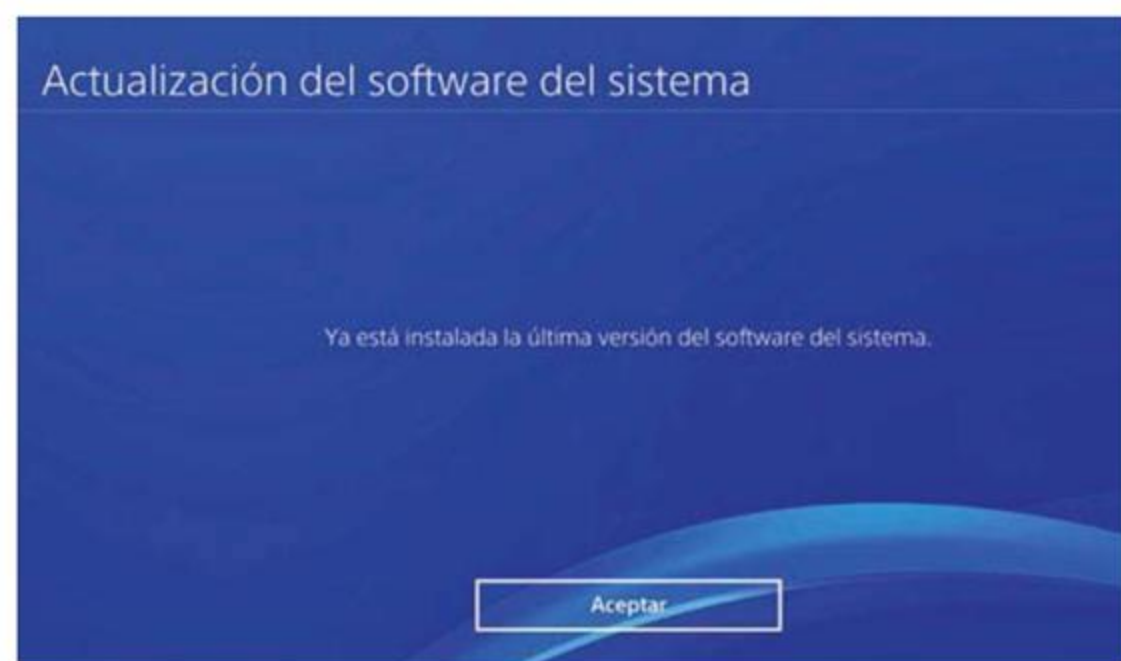 Actualización del software del sistema
Ya está instalada la última versión del software del sistema.
Aceptar